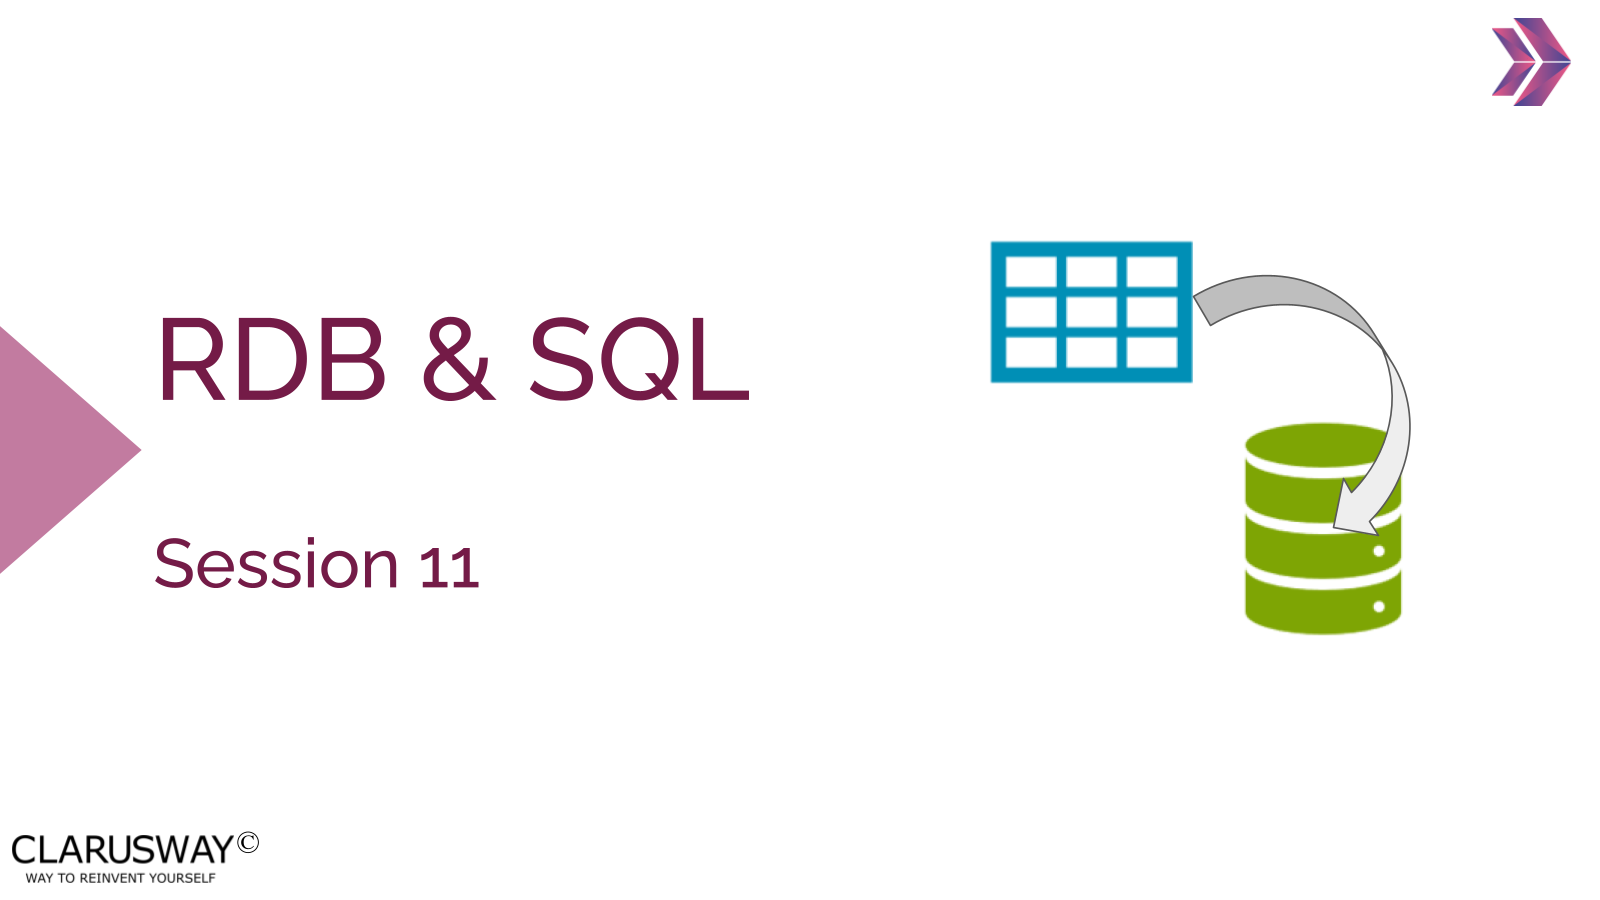 RDB & SQL
Session 11
CLARUSWAY©
WAY TO REINVENT YOURSELF